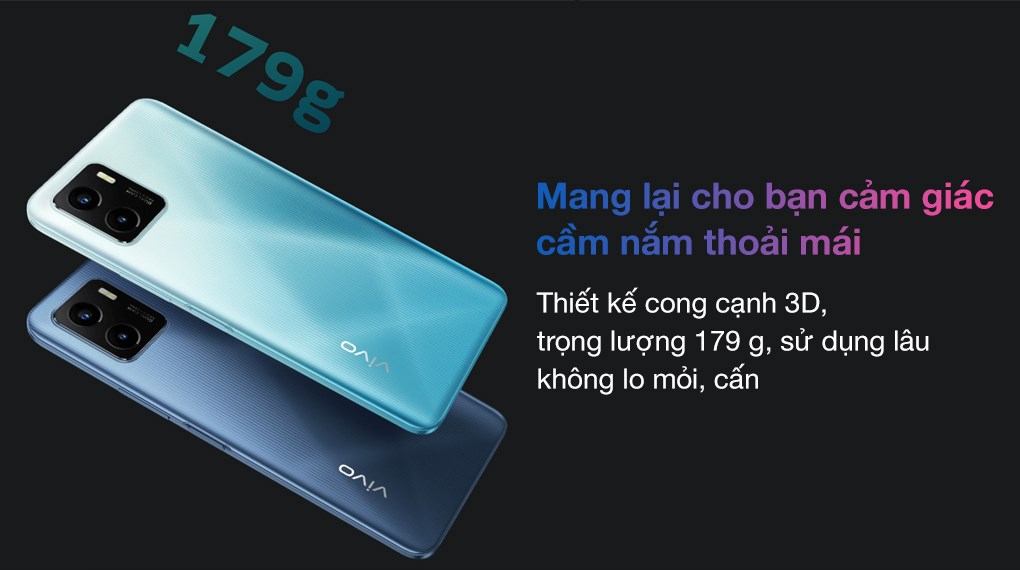 179g
Mang lại cho bạn cảm giác
cầm nắm thoải mái
Thiết kế cong cạnh 3D,
trọng lượng 179 g, sử dụng lâu
không lo mỏi, cấn
vivo
vivo